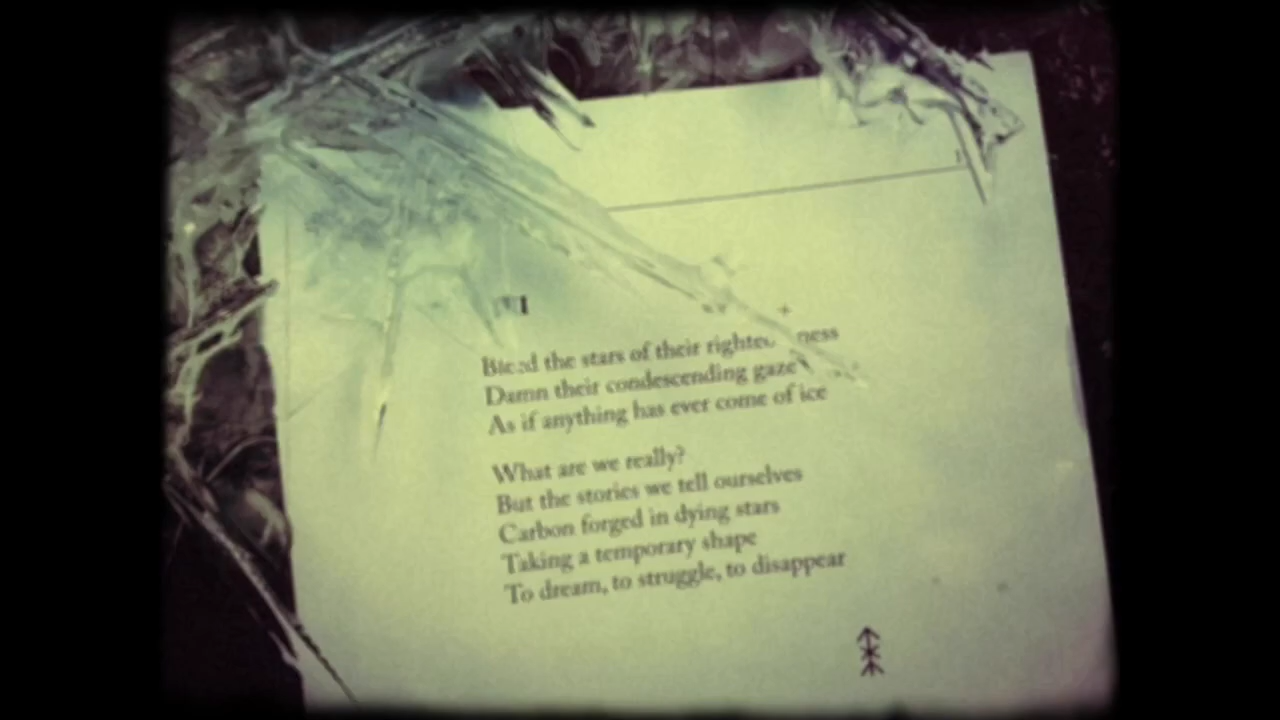 Bleed the stars of their righteousness
Damn their condescending gaze
As if anything has ever come of ice
What are we really?
But the stories we tell ourselves
Carbon forged in dying stars
Taking a temporary shape
To dream, to struggle, to disappear